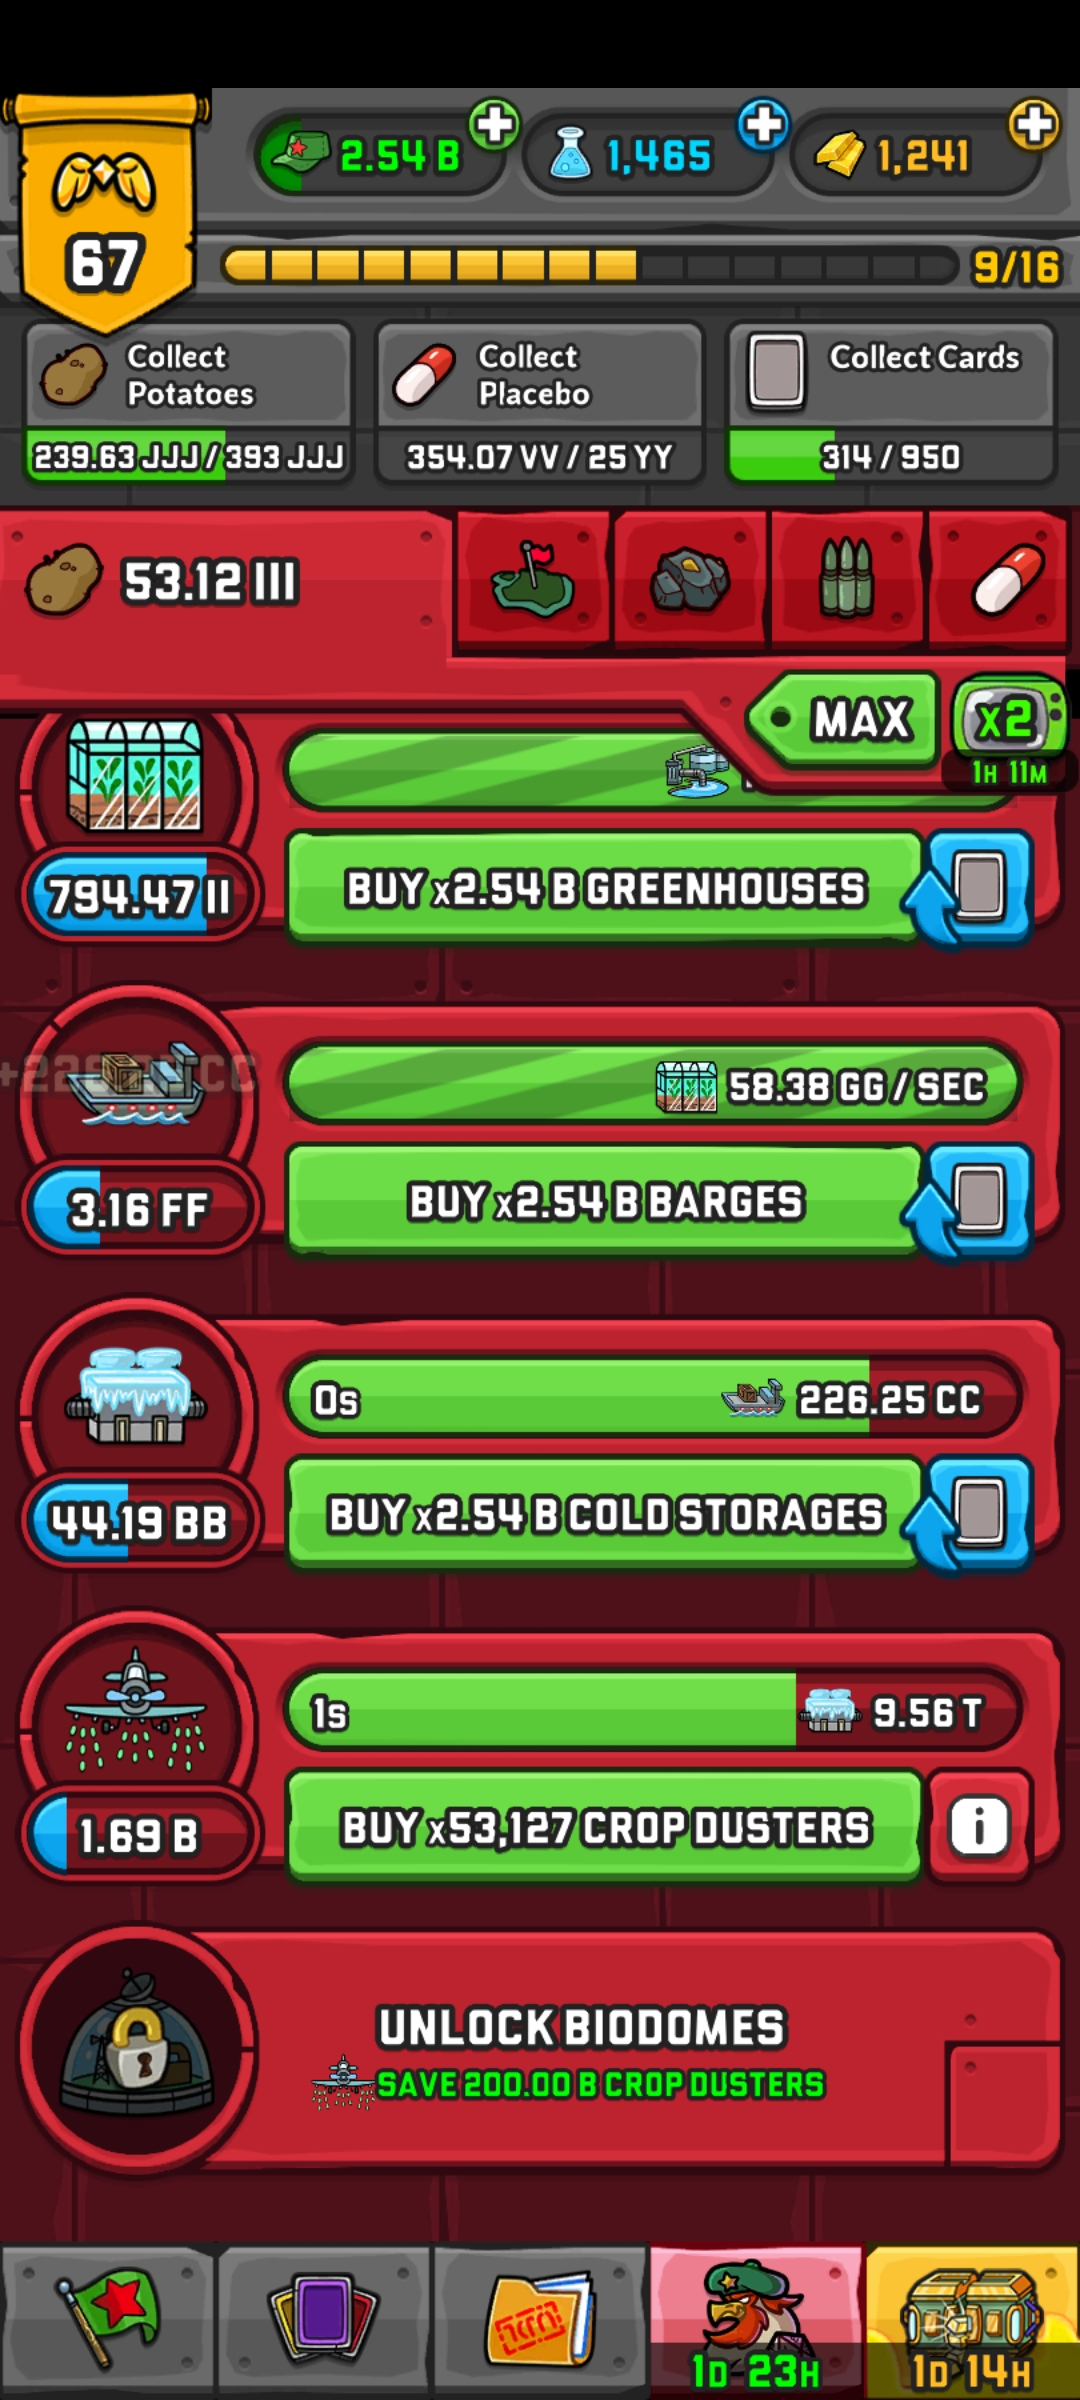 2.54 B
1,465
1,241
67
9/16
Collect
Potatoes
Collect
Placebo
Collect Cards
239.63 JJJ / 393 JJJ
354.07 VV / 25 YY
314 / 950
53.12 III
MAX
x2
1H 11M
794.47 II
BUY x2.54 B GREENHOUSES
58.38 GG / SEC
3.16 FF
BUY x2.54 B BARGES
0s
226.25 CC
44.19 BB
BUY x2.54 B COLD STORAGES
1s
9.56 T
1.69 B
BUY x53,127 CROP DUSTERS
i
UNLOCK BIODOMES
SAVE 200.00 B CROP DUSTERS
1D 23H
1D 14H